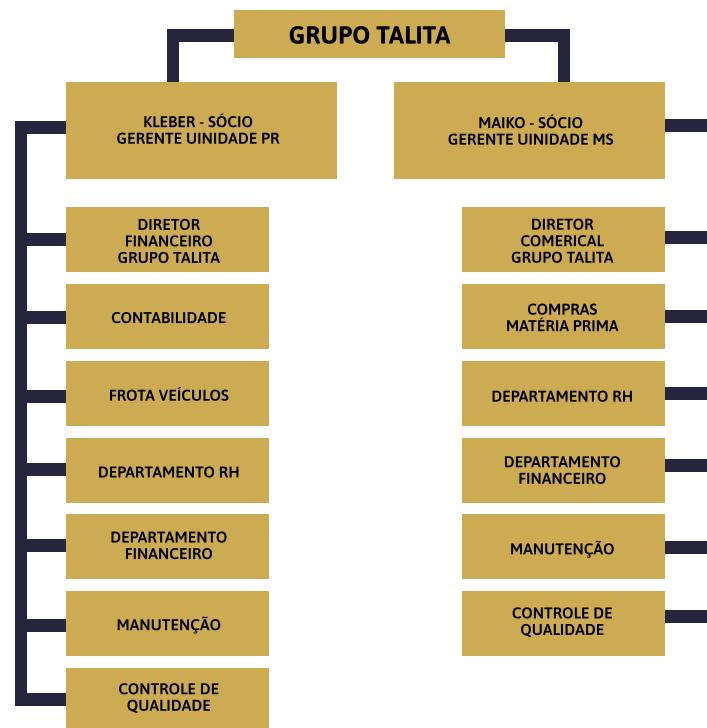 GRUPO TALITA
KLEBER - SÓCIO
GERENTE UINIDADE PR
MAIKO - SÓCIO
GERENTE UINIDADE MS
DIRETOR
FINANCEIRO
GRUPO TALITA
DIRETOR
COMERICAL
GRUPO TALITA
CONTABILIDADE
COMPRAS
MATÉRIA PRIMA
FROTA VEÍCULOS
DEPARTAMENTO RH
DEPARTAMENTO RH
DEPARTAMENTO
FINANCEIRO
DEPARTAMENTO
FINANCEIRO
MANUTENÇÃO
MANUTENÇÃO
CONTROLE DE
QUALIDADE
CONTROLE DE
QUALIDADE